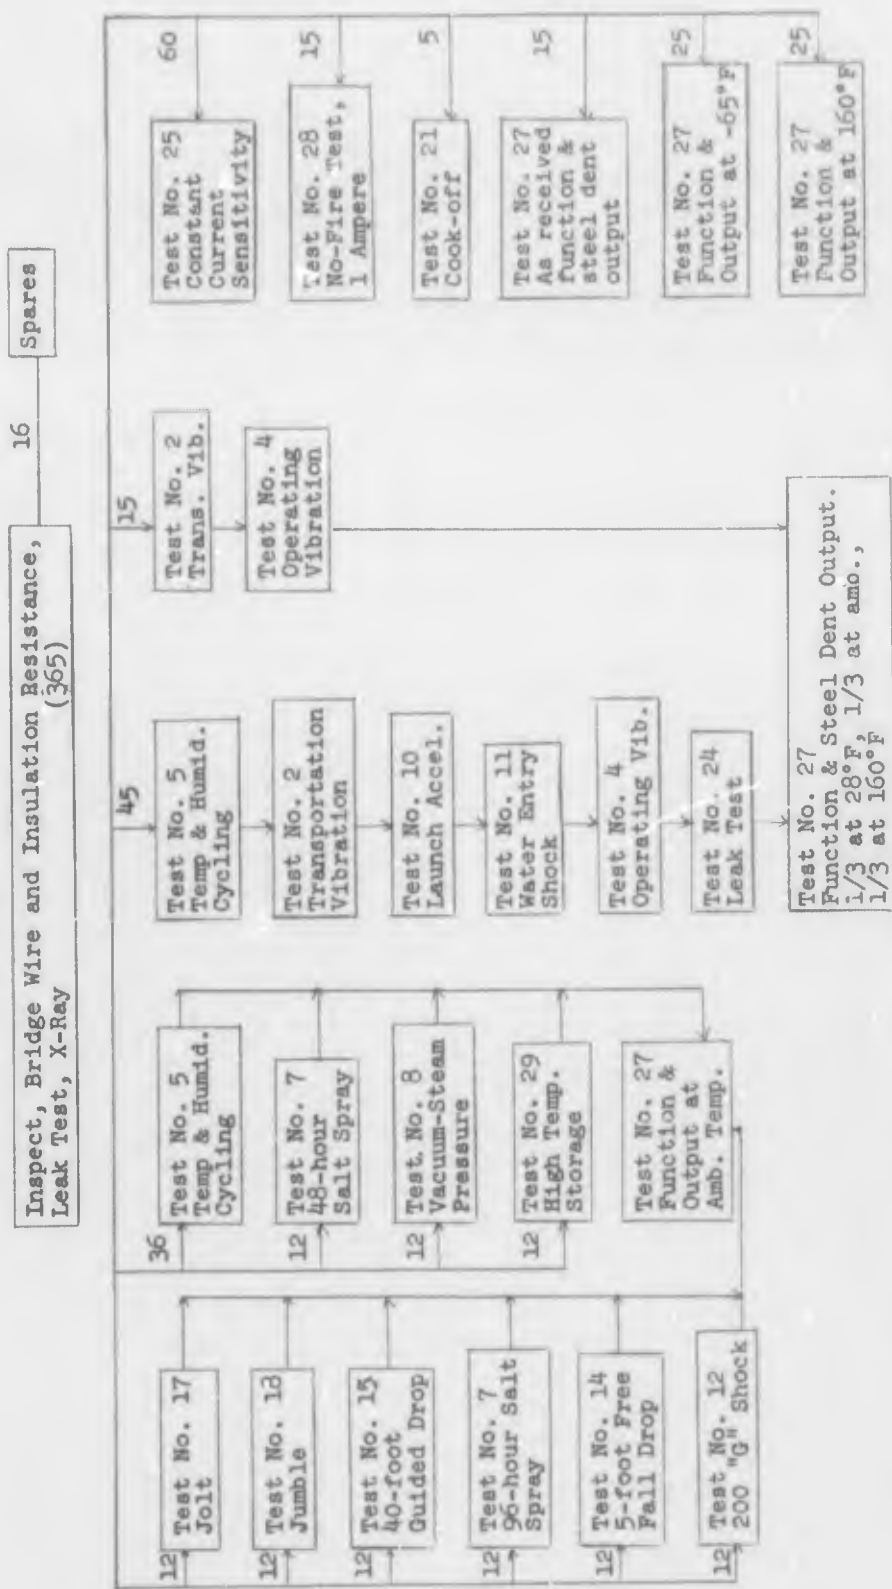 Inspect, Bridge Wire and Insulation Resistance,
Leak Test, X-Ray (365)
16
Spares
12
Test No. 17
Jolt
12
Test No. 18
Jumble
12
Test No. 15
40-foot
Guided Drop
12
Test No. 7
96-hour Salt
Spray
12
Test No. 14
5-foot Free
Fall Drop
12
Test No. 12
200 "G" Shock
36
Test No. 5
Temp & Humid.
Cycling
12
Test No. 7
48-hour
Salt Spray
12
Test No. 8
Vacuum-Steam
Pressure
12
Test No. 29
High Temp.
Storage
Test No. 27
Function &
Output at
Amb. Temp.
45
Test No. 5
Temp & Humid.
Cycling
Test No. 2
Transportation
Vibration
Test No. 10
Launch Accel.
Test No. 11
Water Entry
Shock
Test No. 4
Operating Vib.
Test No. 24
Leak Test
15
Test No. 2
Trans. Vib.
Test No. 4
Operating
Vibration
Test No. 27
Function & Steel Dent Output.
1/3 at 28°F, 1/3 at amb.,
1/3 at 160°F
60
Test No. 25
Constant
Current
Sensitivity
15
Test No. 28
No-Fire Test,
1 Ampere
5
Test No. 21
Cook-off
15
Test No. 27
As received
function &
steel dent
output
25
Test No. 27
Function &
Output at -65°F
25
Test No. 27
Function &
Output at 160°F